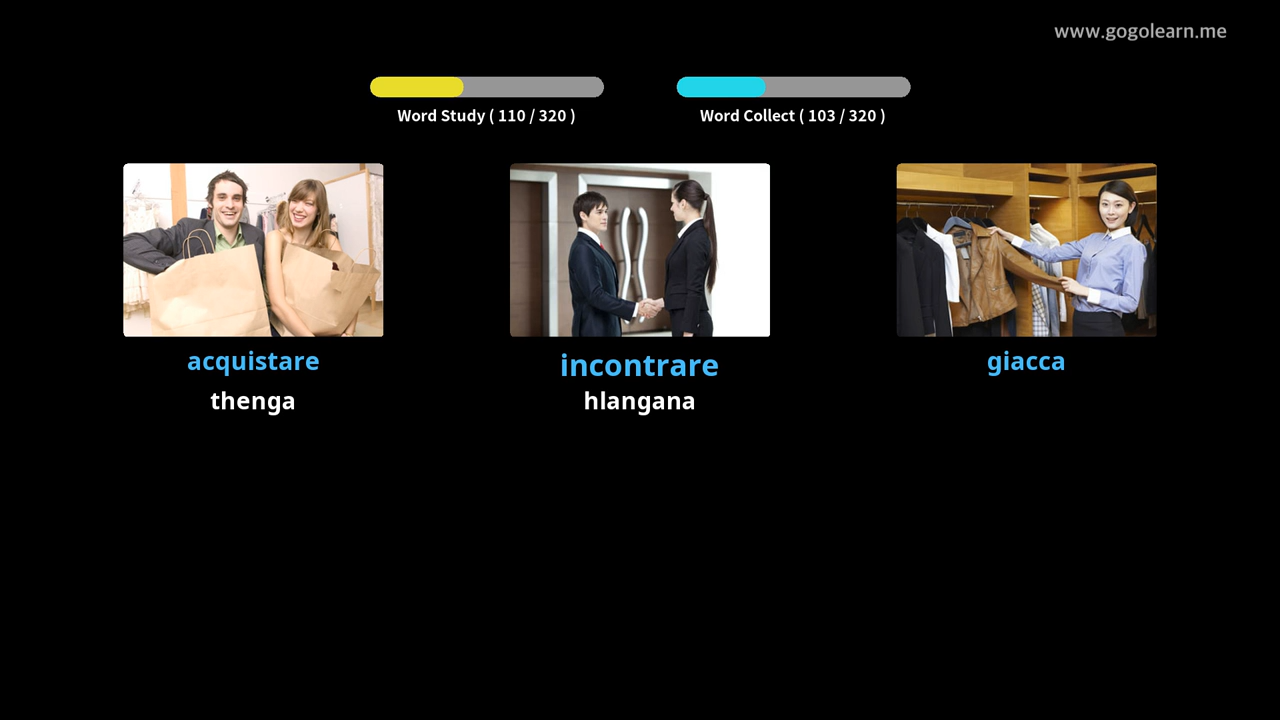 www.gogolearn.me
Word Study ( 110 / 320 )
Word Collect ( 103 / 320 )
acquistare
incontrare
giacca
thenga
hlangana